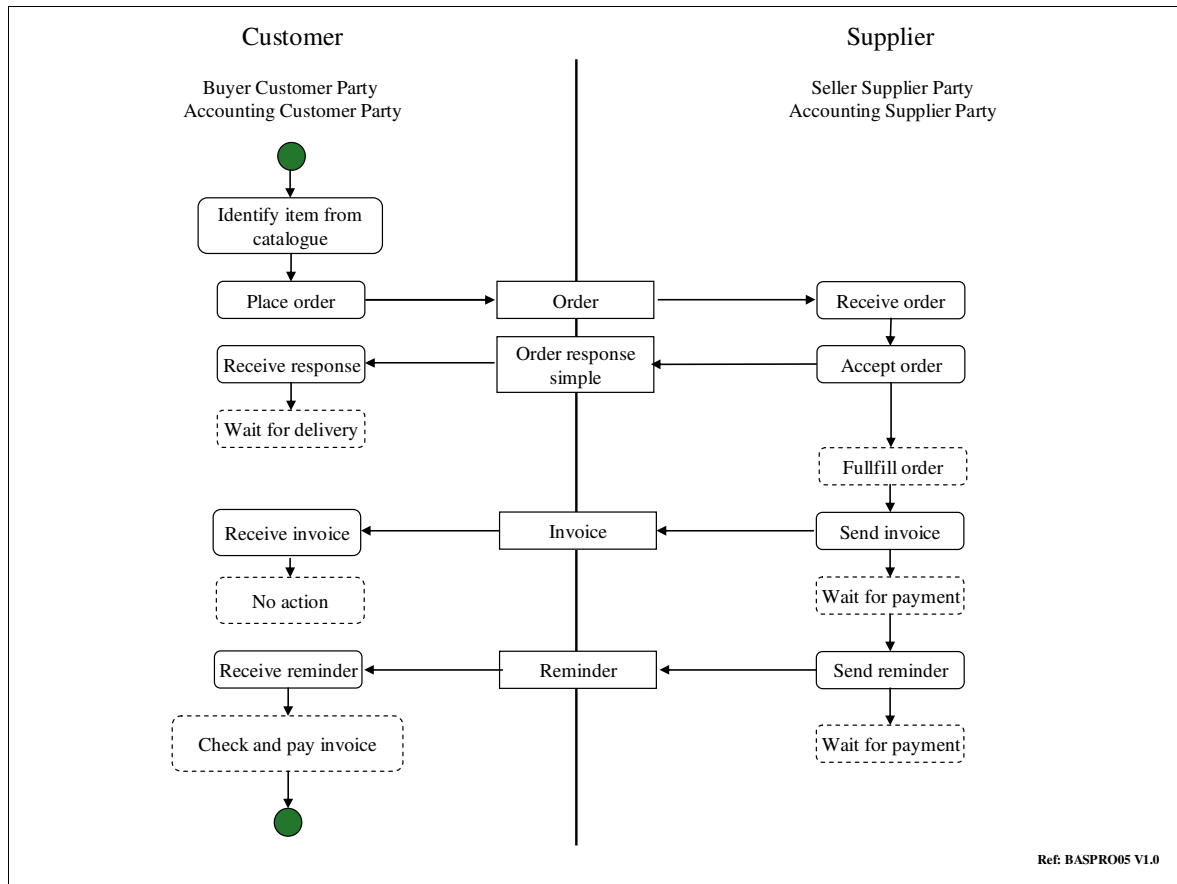 Customer
Supplier
Buyer Customer Party
Accounting Customer Party
Seller Supplier Party
Accounting Supplier Party
Identify item from
catalogue
Place order
Order
Receive order
Receive response
Order response
simple
Accept order
Wait for delivery
Fullfill order
Receive invoice
Invoice
Send invoice
No action
Wait for payment
Receive reminder
Reminder
Send reminder
Check and pay invoice
Wait for payment
Ref: BASPRO05 V1.0